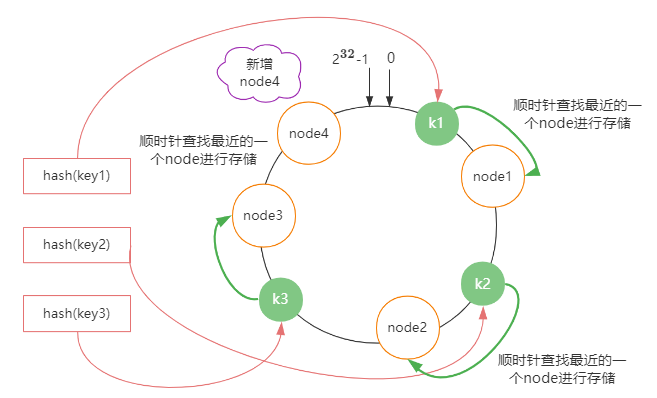 新增
node4
2³²-1
0
k1
顺时针查找最近的一
个node进行存储
node4
顺时针查找最近的一
个node进行存储
hash(key1)
node1
node3
hash(key2)
k2
k3
hash(key3)
node2
顺时针查找最近的一
个node进行存储